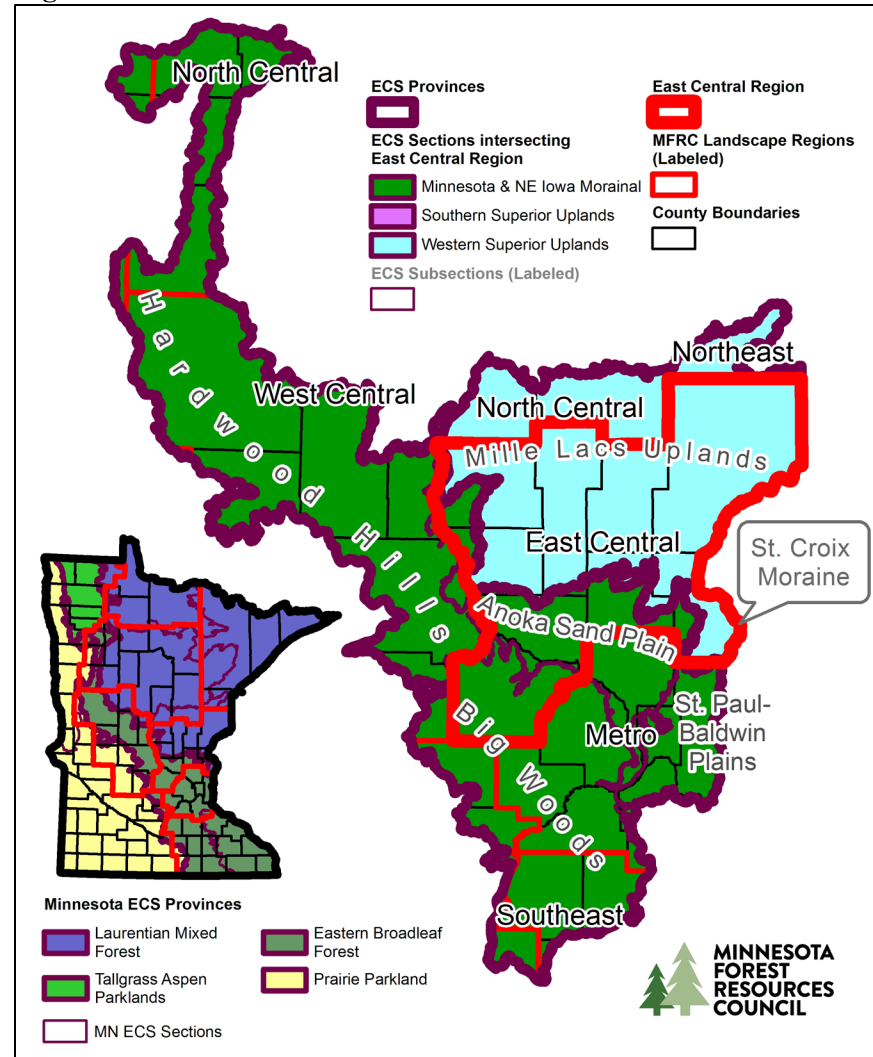 North Central
ECS Provinces
ECS Sections intersecting
East Central Region
Minnesota & NE Iowa Morainal
Southern Superior Uplands
Western Superior Uplands
ECS Subsections (Labeled)
East Central Region
MFRC Landscape Regions
(Labeled)
County Boundaries
Hardwood Hills
West Central
Northeast
North Central
Mille Lacs Uplands
East Central
St. Croix
Moraine
Anoka Sand Plain
Big Woods
Metro
St. Paul-
Baldwin
Plains
Southeast
Minnesota ECS Provinces
Laurentian Mixed
Forest
Eastern Broadleaf
Forest
Tallgrass Aspen
Parklands
Prairie Parkland
MN ECS Sections
MINNESOTA
FOREST
RESOURCES
COUNCIL